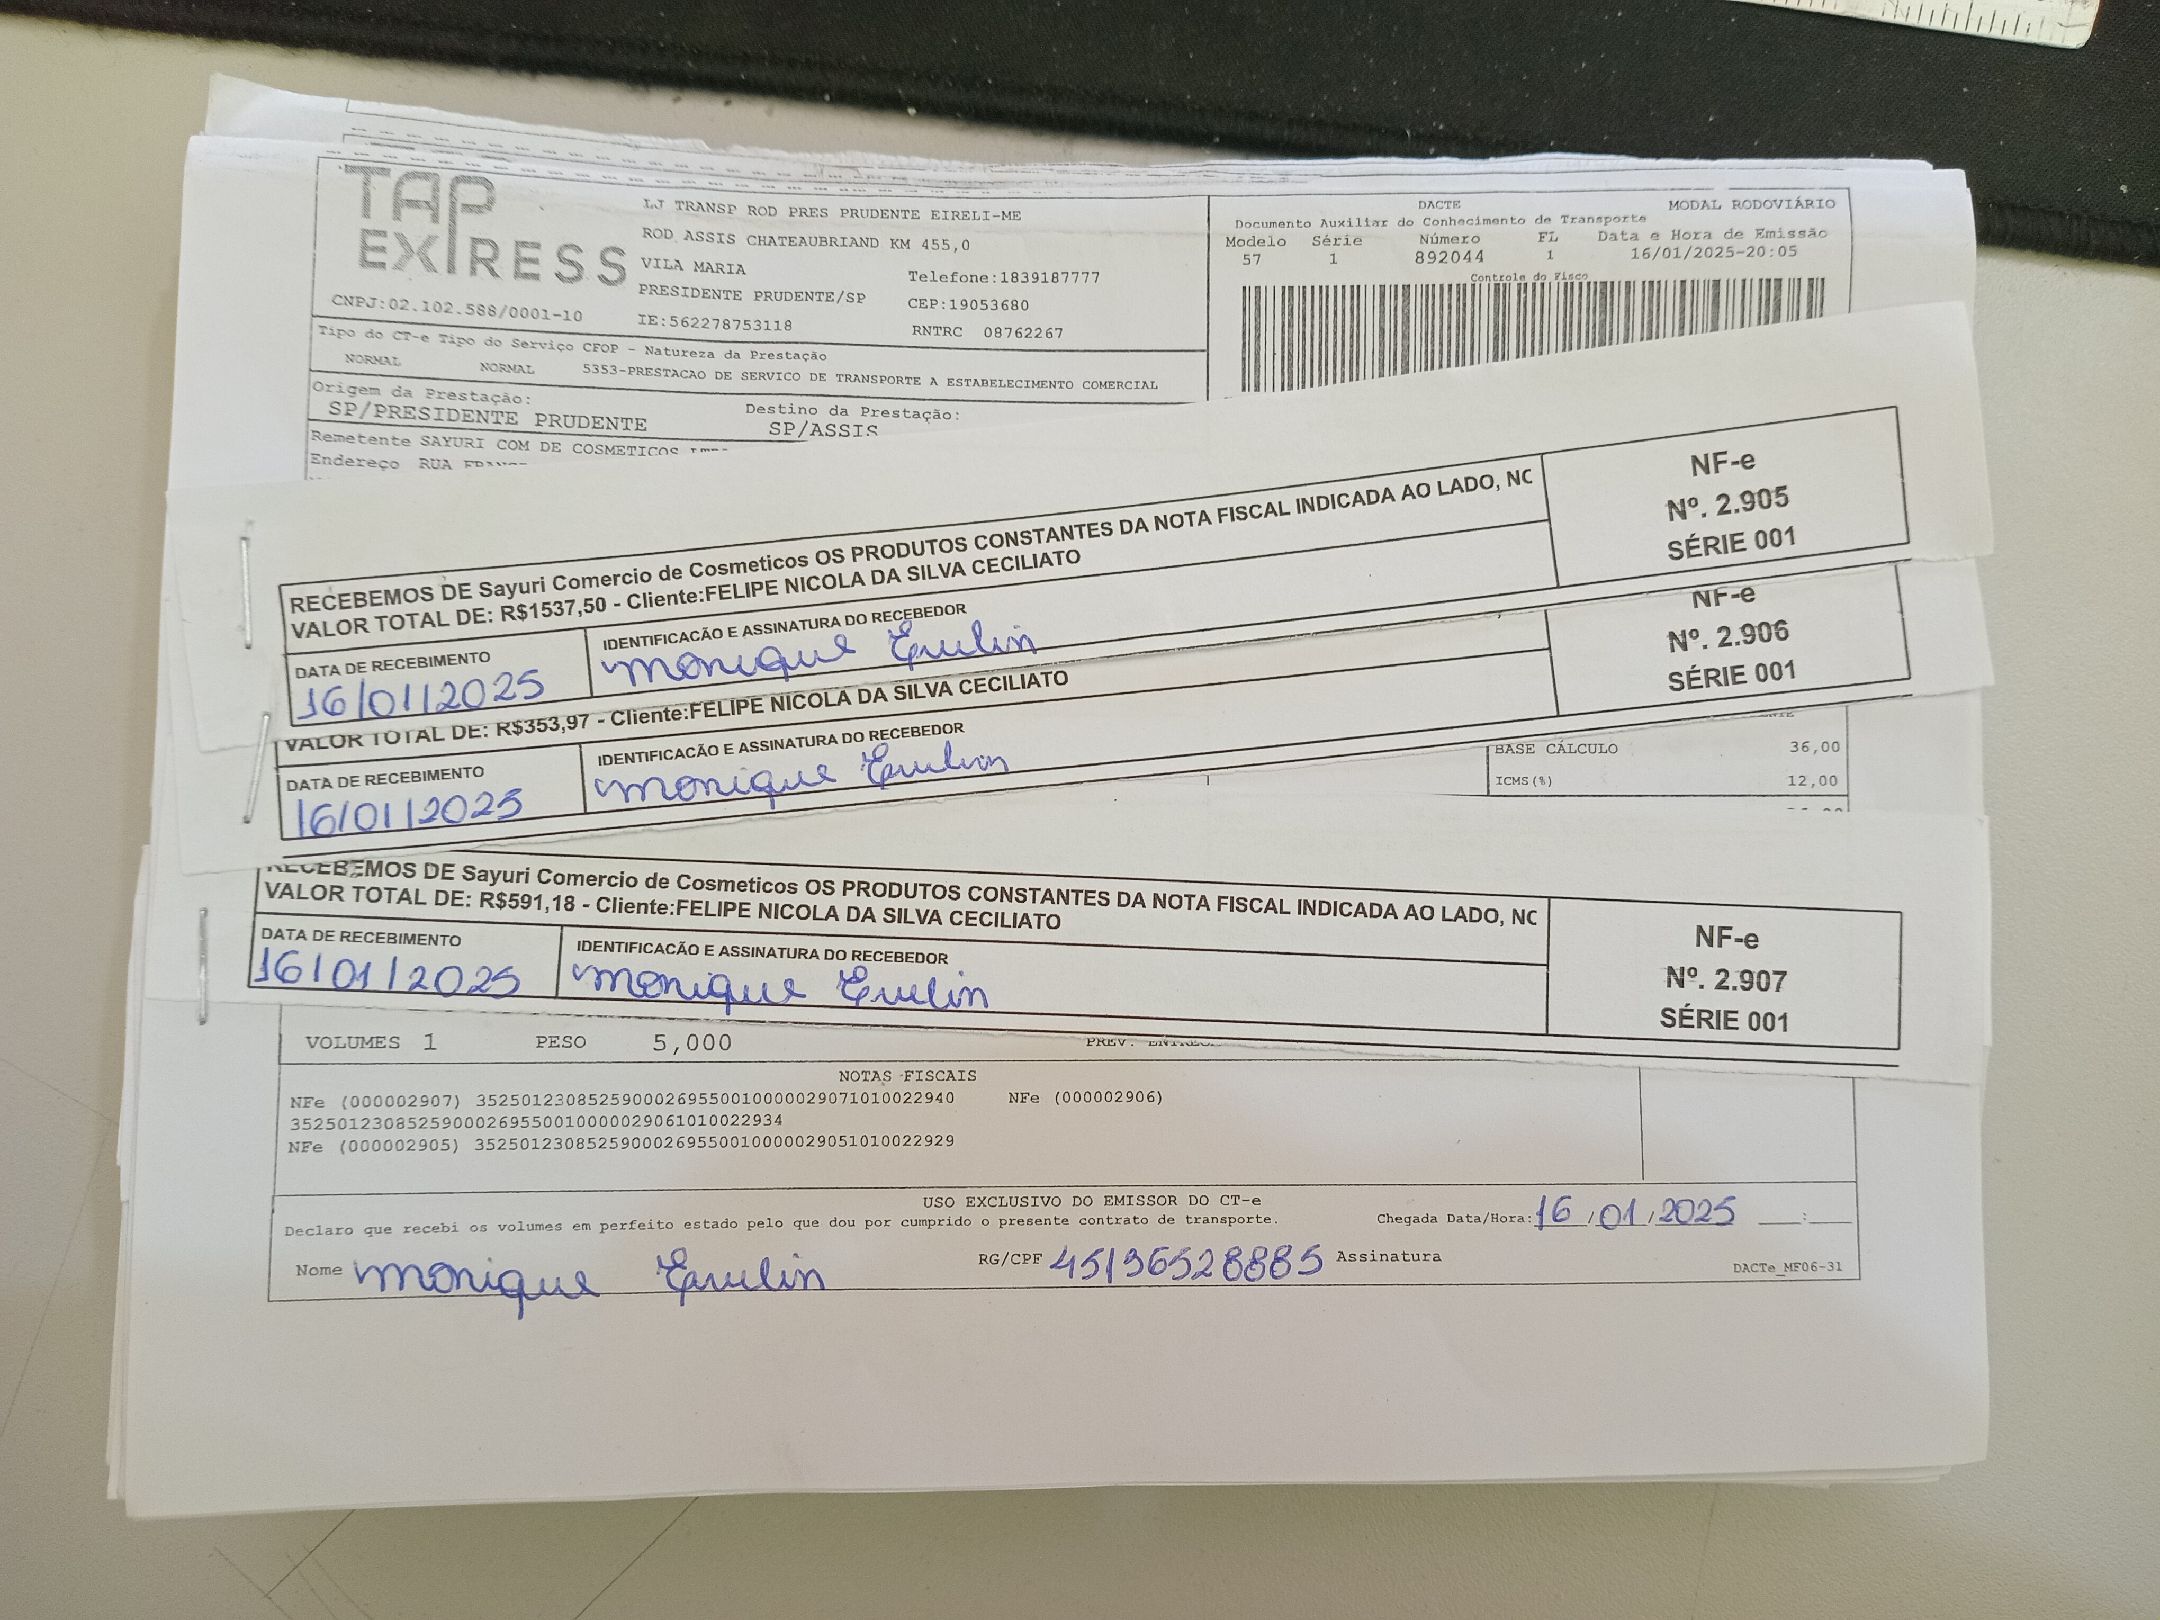 TAP
EXPRESS
CNPJ:02.102.588/0001-10
LJ TRANSP ROD PRES PRUDENTE EIRELI-ME
ROD ASSIS CHATEAUBRIAND KM 455,0
VILA MARIA
PRESIDENTE PRUDENTE/SP
IE:562278753118
Telefone:1839187777
CEP:19053680
RNTRC 08762267
DACTE MODAL RODOVIÁRIO
Documento Auxiliar do Conhecimento de Transporte
Modelo Série Número FL Data e Hora de Emissão
57 1 892044 1 16/01/2025-20:05
Controle do Fisco
Tipo do CT-e Tipo do Serviço CFOP - Natureza da Prestação
NORMAL NORMAL 5353-PRESTACAO DE SERVICO DE TRANSPORTE A ESTABELECIMENTO COMERCIAL
Origem da Prestação: Destino da Prestação:
SP/PRESIDENTE PRUDENTE SP/ASSIS
Remetente SAYURI COM DE COSMETICOS
Endereço RUA
RECEBEMOS DE Sayuri Comercio de Cosmeticos OS PRODUTOS CONSTANTES DA NOTA FISCAL INDICADA AO LADO, NC
VALOR TOTAL DE: R$1537,50 - Cliente:FELIPE NICOLA DA SILVA CECILIATO
DATA DE RECEBIMENTO IDENTIFICACÃO E ASSINATURA DO RECEBEDOR
16/01/2025 Monique Evelin
NF-e
Nº. 2.905
SÉRIE 001
VALOR TOTAL DE: R$353,97 - Cliente:FELIPE NICOLA DA SILVA CECILIATO
DATA DE RECEBIMENTO IDENTIFICACÃO E ASSINATURA DO RECEBEDOR
16/01/2025 Monique Evelin
NF-e
Nº. 2.906
SÉRIE 001
BASE CÁLCULO 36,00
ICMS(%) 12,00
RECEBEMOS DE Sayuri Comercio de Cosmeticos OS PRODUTOS CONSTANTES DA NOTA FISCAL INDICADA AO LADO, NC
VALOR TOTAL DE: R$591,18 - Cliente:FELIPE NICOLA DA SILVA CECILIATO
DATA DE RECEBIMENTO IDENTIFICACÃO E ASSINATURA DO RECEBEDOR
16/01/2025 Monique Evelin
NF-e
Nº. 2.907
SÉRIE 001
VOLUMES 1 PESO 5,000 PREV.
NOTAS FISCAIS
NFe (000002907) 35250123085259000269550010000029071010022940 NFe (000002906)
35250123085259000269550010000029061010022934
NFe (000002905) 35250123085259000269550010000029051010022929
USO EXCLUSIVO DO EMISSOR DO CT-e
Declaro que recebi os volumes em perfeito estado pelo que dou por cumprido o presente contrato de transporte. Chegada Data/Hora: 16/01/2025 __:__
Nome Monique Evelin RG/CPF 45196528885 Assinatura
DACTe_MF06-31